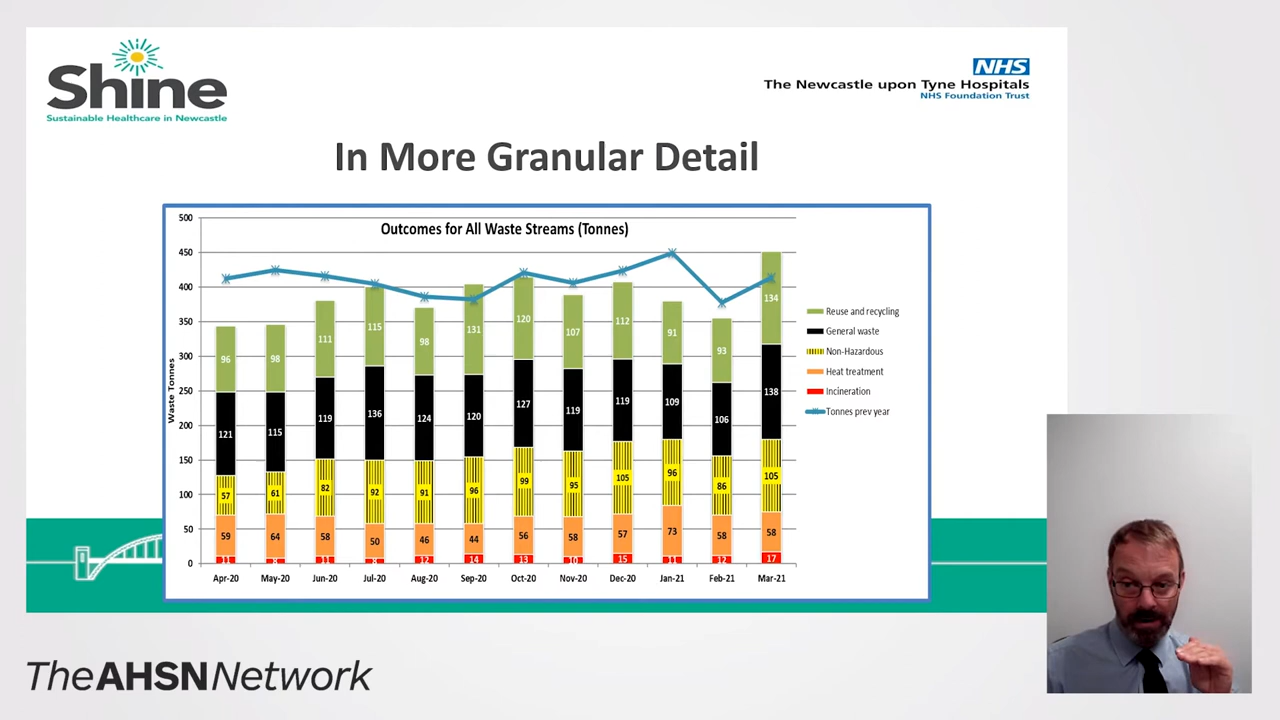 Shine
Sustainable Healthcare in Newcastle
NHS
The Newcastle upon Tyne Hospitals
NHS Foundation Trust
In More Granular Detail
Outcomes for All Waste Streams (Tonnes)
Waste Tonnes
500
450
400
350
300
250
200
150
100
50
0
96 98 111 115 98 131 120 107 112 91 93 134
121 115 119 136 124 120 127 119 119 109 106 138
57 61 82 92 91 96 99 95 105 96 86 105
59 64 58 50 46 44 56 58 57 73 58 58
11 8 11 8 12 14 13 10 15 11 12 17
Apr-20 May-20 Jun-20 Jul-20 Aug-20 Sep-20 Oct-20 Nov-20 Dec-20 Jan-21 Feb-21 Mar-21
Reuse and recycling
General waste
Non-Hazardous
Heat treatment
Incineration
Tonnes prev year
The AHSN Network